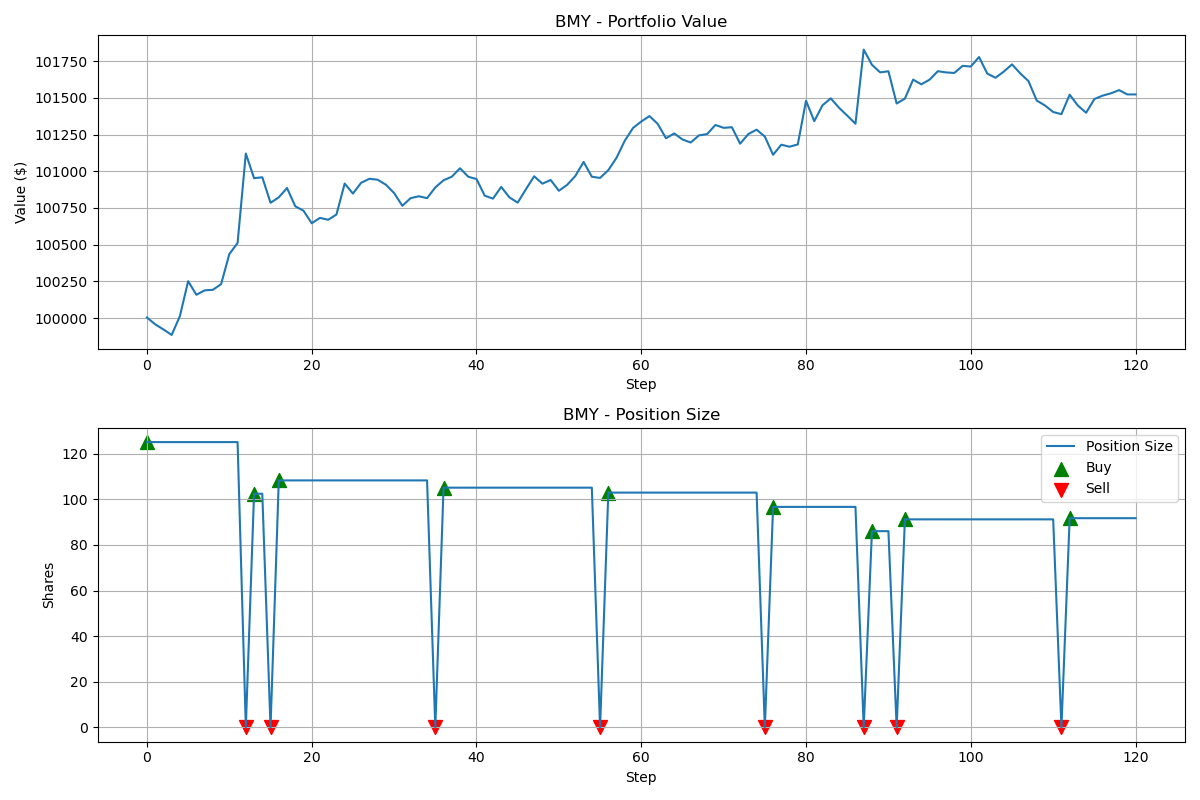 BMY - Portfolio Value
Value ($)
101750
101500
101250
101000
100750
100500
100250
100000
0 20 40 60 80 100 120
Step
BMY - Position Size
Shares
120
100
80
60
40
20
0
Position Size
Buy
Sell
0 20 40 60 80 100 120
Step